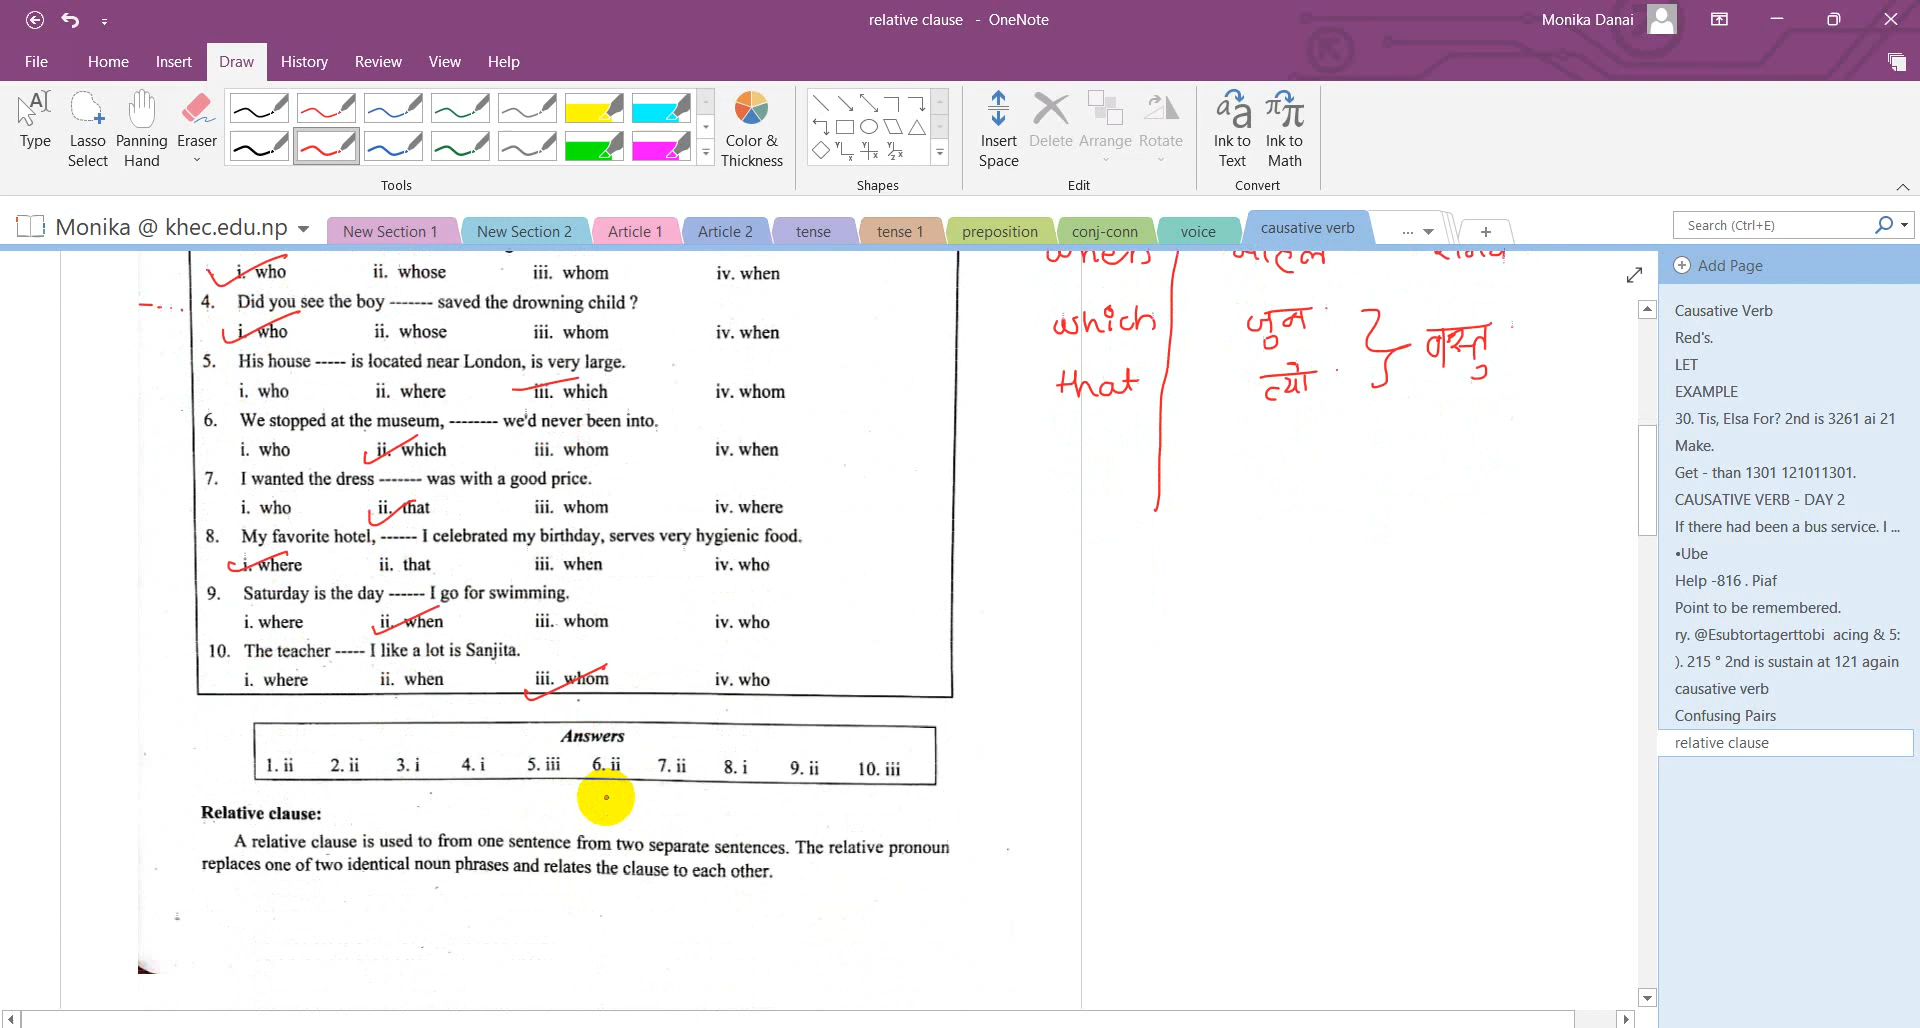 relative clause - OneNote
Monika Danai
File Home Insert Draw History Review View Help
Type
Lasso Select
Panning Hand
Eraser
Color & Thickness
Insert Space
Delete
Arrange
Rotate
Ink to Text
Ink to Math
Tools
Shapes
Edit
Convert
Monika @ khec.edu.np
New Section 1 New Section 2 Article 1 Article 2 tense tense 1 preposition conj-conn voice causative verb ...
Search (Ctrl+E)
i. who ii. whose iii. whom iv. when
4. Did you see the boy ------- saved the drowning child ?
i. who ii. whose iii. whom iv. when
5. His house ----- is located near London, is very large.
i. who ii. where iii. which iv. whom
6. We stopped at the museum, -------- we'd never been into.
i. who ii. which iii. whom iv. when
7. I wanted the dress ------- was with a good price.
i. who ii. that iii. whom iv. where
8. My favorite hotel, ------ I celebrated my birthday, serves very hygienic food.
i. where ii. that iii. when iv. who
9. Saturday is the day ------ I go for swimming.
i. where ii. when iii. whom iv. who
10. The teacher ----- I like a lot is Sanjita.
i. where ii. when iii. whom iv. who
Answers
1. ii 2. ii 3. i 4. i 5. iii 6. ii 7. ii 8. i 9. ii 10. iii
Relative clause:
A relative clause is used to from one sentence from two separate sentences. The relative pronoun
replaces one of two identical noun phrases and relates the clause to each other.
which जुन
that त्यो
वस्तु
Add Page
Causative Verb
Red's.
LET
EXAMPLE
30. Tis, Elsa For? 2nd is 3261 ai 21
Make.
Get - than 1301 121011301.
CAUSATIVE VERB - DAY 2
If there had been a bus service. I ...
•Ube
Help -816 . Piaf
Point to be remembered.
ry. @Esubtortagerttobi acing & 5:
). 215 ° 2nd is sustain at 121 again
causative verb
Confusing Pairs
relative clause